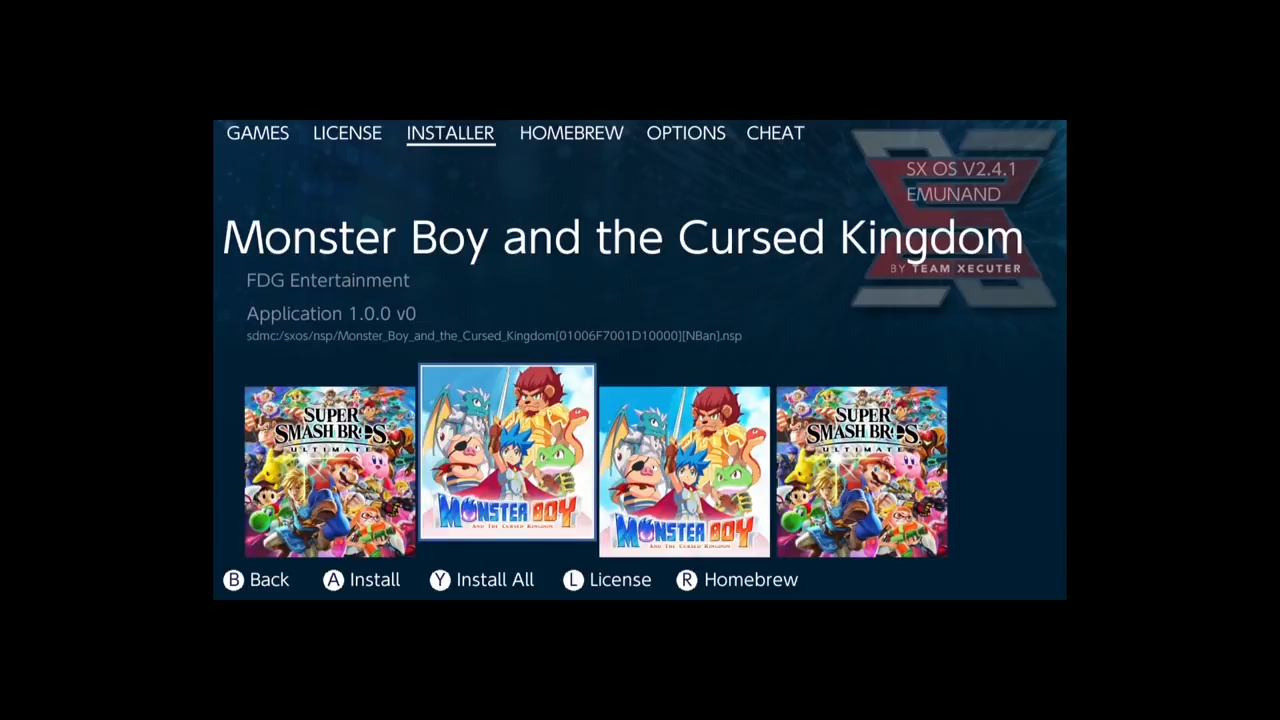 GAMES LICENSE INSTALLER HOMEBREW OPTIONS CHEAT
SX OS V2.4.1
EMUNAND
Monster Boy and the Cursed Kingdom
BY TEAM XECUTER
FDG Entertainment
Application 1.0.0 v0
sdmc:/sxos/nsp/Monster_Boy_and_the_Cursed_Kingdom[01006F7001D10000][NBan].nsp
SUPER
SMASH BROS.
ULTIMATE
MONSTER BOY
AND THE CURSED KINGDOM
MONSTER BOY
AND THE CURSED KINGDOM
SUPER
SMASH BROS.
ULTIMATE
B Back A Install Y Install All L License R Homebrew